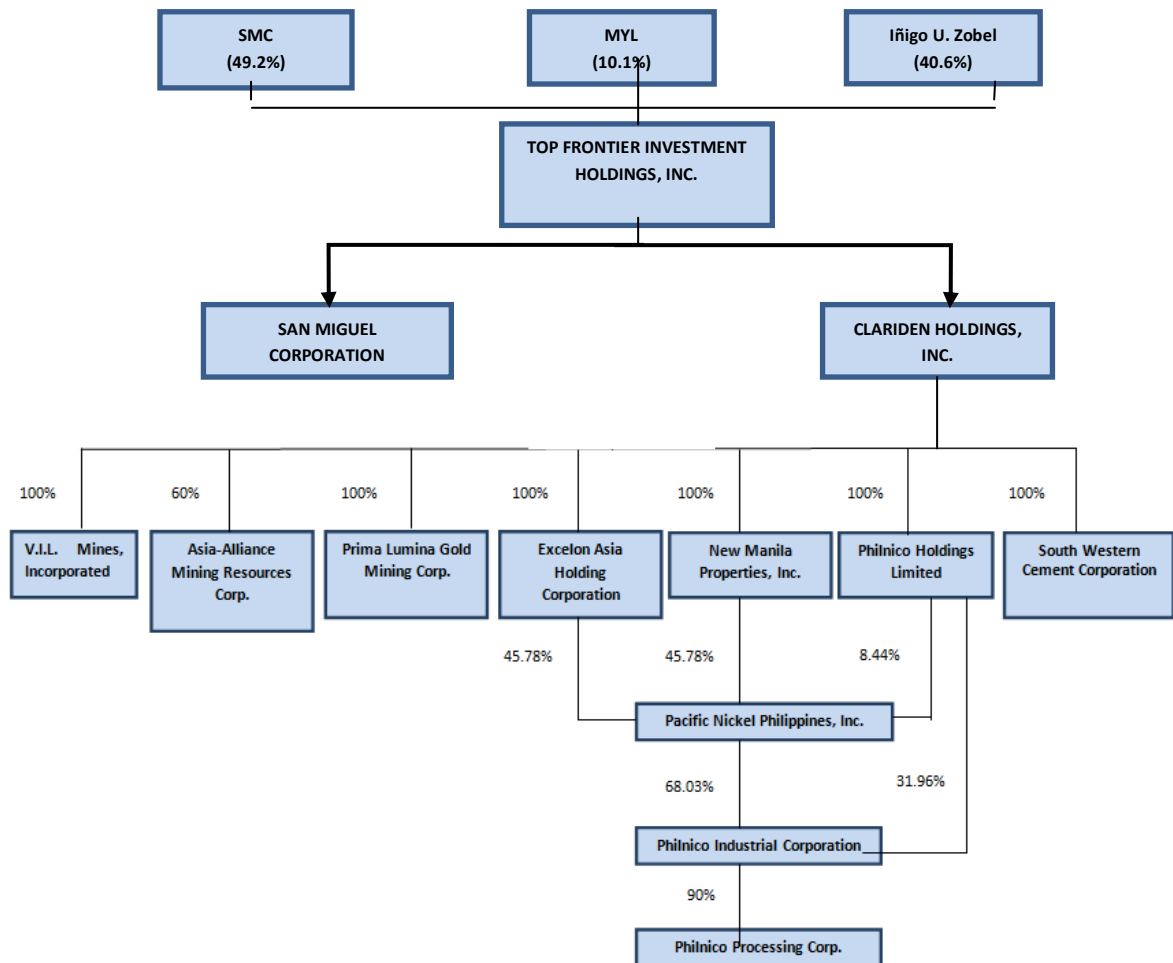 SMC
(49.2%)
MYL
(10.1%)
Iñigo U. Zobel
(40.6%)
TOP FRONTIER INVESTMENT
HOLDINGS, INC.
SAN MIGUEL
CORPORATION
CLARIDEN HOLDINGS,
INC.
100%
60%
100%
100%
100%
100%
100%
V.I.L. Mines,
Incorporated
Asia-Alliance
Mining Resources
Corp.
Prima Lumina Gold
Mining Corp.
Excelon Asia
Holding
Corporation
New Manila
Properties, Inc.
Philnico Holdings
Limited
South Western
Cement Corporation
45.78%
45.78%
8.44%
Pacific Nickel Philippines, Inc.
68.03%
31.96%
Philnico Industrial Corporation
90%
Philnico Processing Corp.